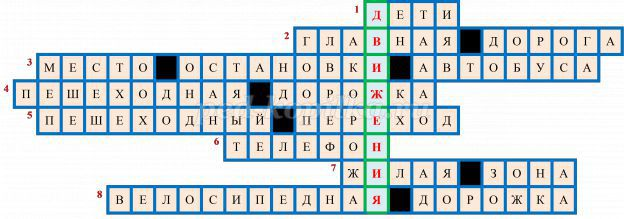 1 ДЕТИ
2 ГЛАВНАЯ ДОРОГА
3 МЕСТО ОСТАНОВКИ АВТОБУСА
4 ПЕШЕХОДНАЯ ДОРОЖКА
5 ПЕШЕХОДНЫЙ ПЕРЕХОД
6 ТЕЛЕФОН
7 ЖИЛАЯ ЗОНА
8 ВЕЛОСИПЕДНАЯ ДОРОЖКА